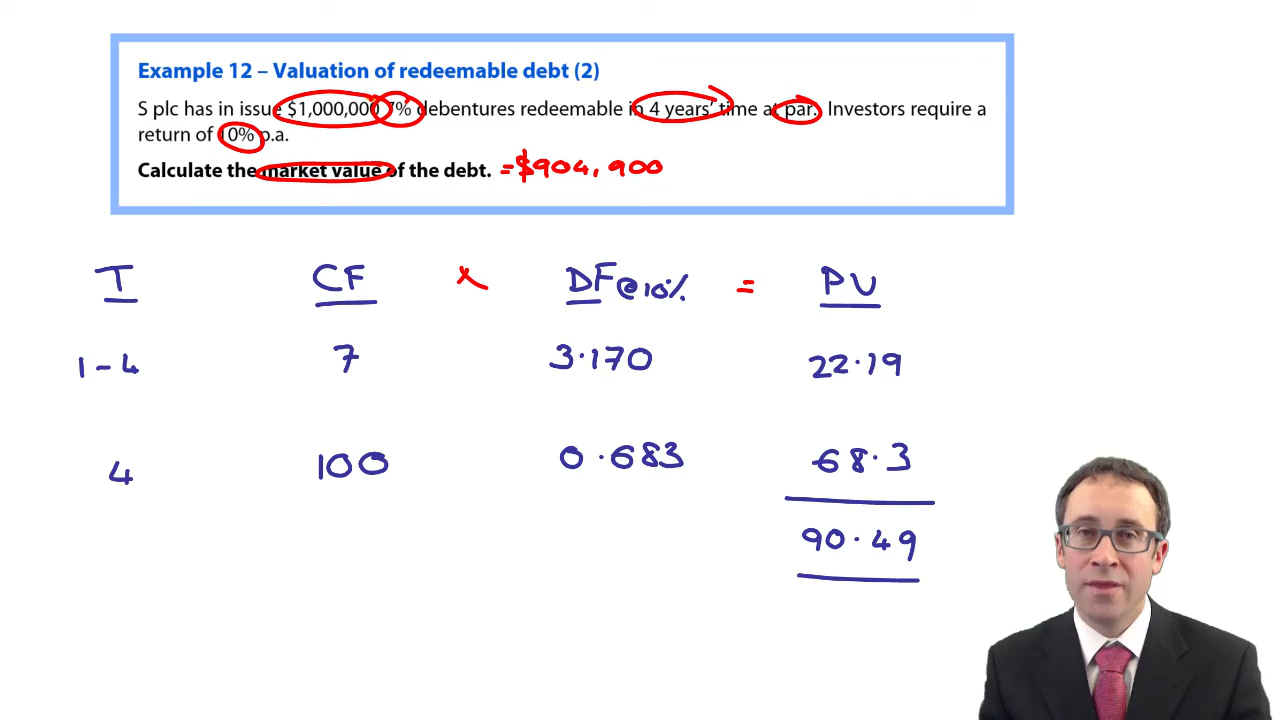 Example 12 – Valuation of redeemable debt (2)
S plc has in issue $1,000,000 7% debentures redeemable in 4 years’ time at par. Investors require a
return of 10% p.a.
Calculate the market value of the debt. =$904,900
T CF × DF@10% = PV
1-4 7 3.170 22.19
4 100 0.683 68.3
90.49